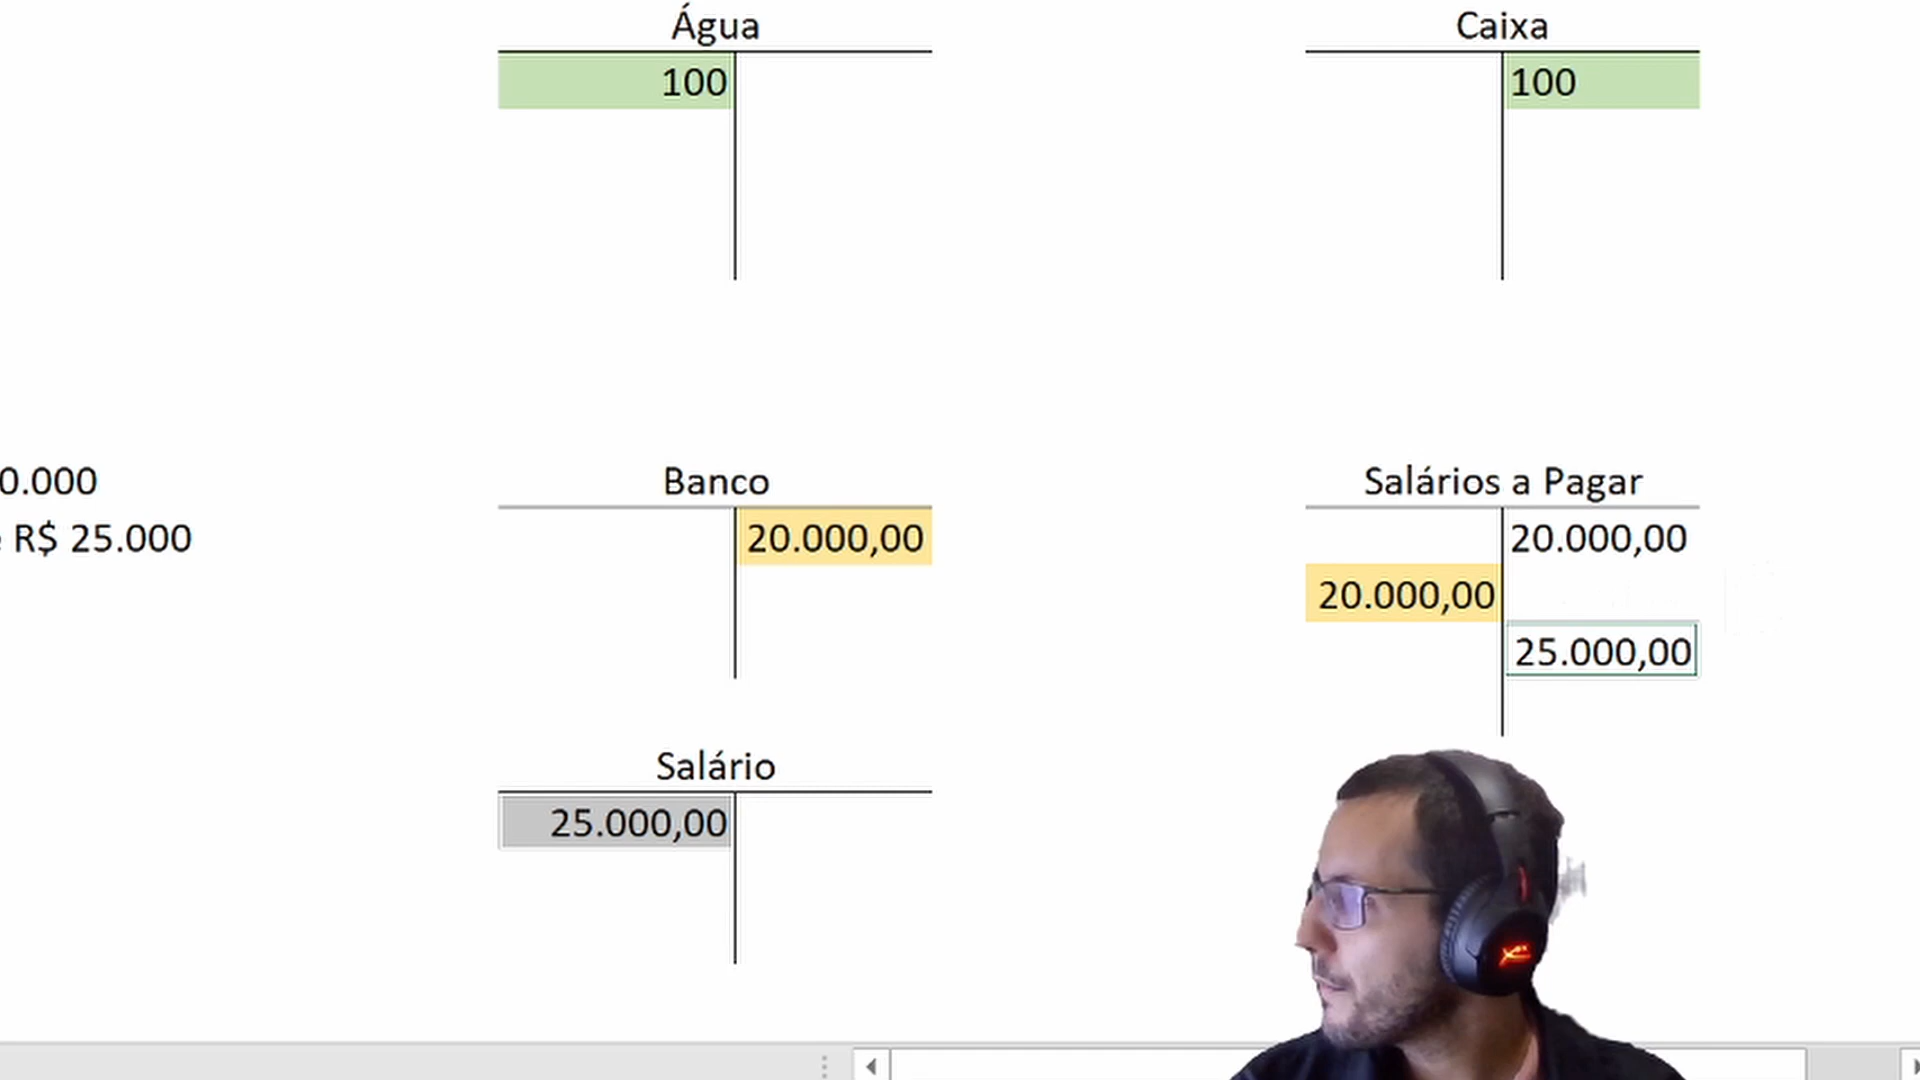 Água
Caixa
100
100
0.000
R$ 25.000
Banco
Salários a Pagar
20.000,00
20.000,00
20.000,00
25.000,00
Salário
25.000,00